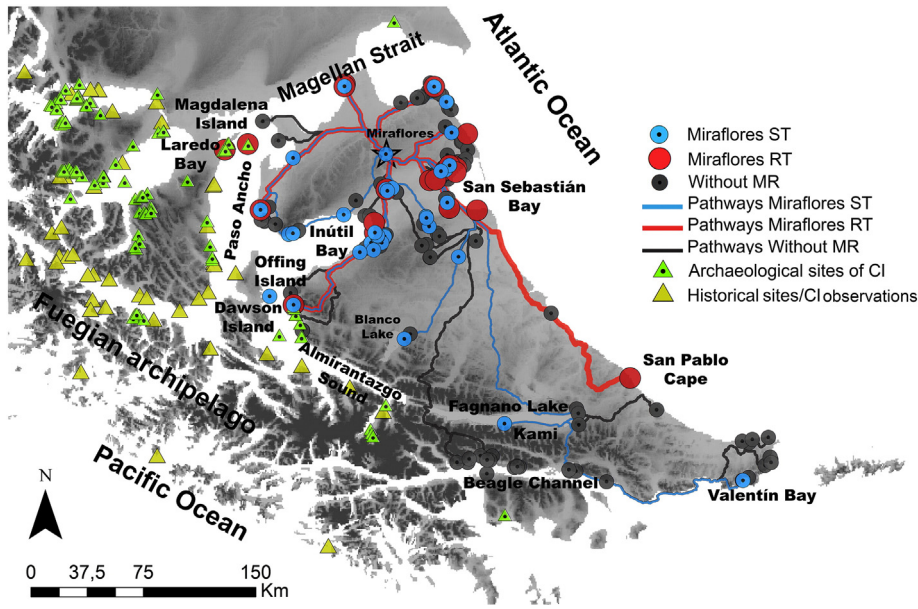 Atlantic Ocean
Magellan Strait
Magdalena
Island
Miraflores
Laredo
Bay
Paso Ancho
San Sebastián
Bay
Inútil
Bay
Offing
Island
Dawson
Island
Blanco
Lake
Fuegian archipelago
Almirantazgo
Sound
San Pablo
Cape
Fagnano Lake
Kami
Beagle Channel
Valentín Bay
Pacific Ocean
Miraflores ST
Miraflores RT
Without MR
Pathways Miraflores ST
Pathways Miraflores RT
Pathways Without MR
Archaeological sites of CI
Historical sites/CI observations
N
0 37,5 75 150
Km